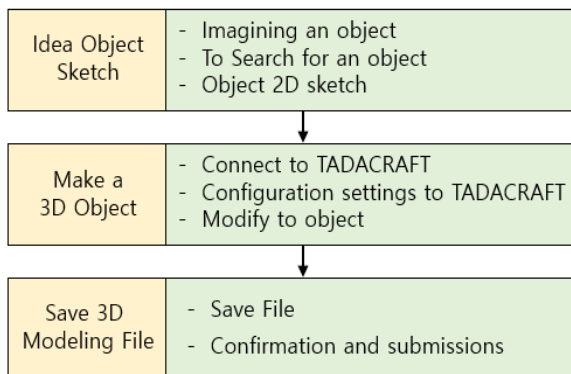 Idea Object
Sketch
- Imagining an object
- To Search for an object
- Object 2D sketch
Make a
3D Object
- Connect to TADACRAFT
- Configuration settings to TADACRAFT
- Modify to object
Save 3D
Modeling File
- Save File
- Confirmation and submissions